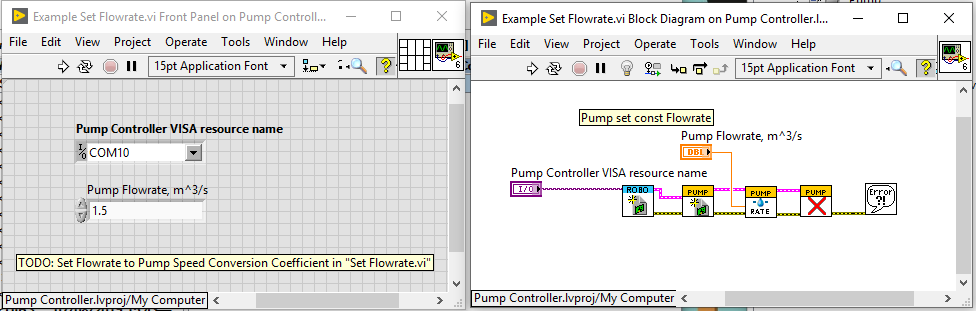 Example Set Flowrate.vi Front Panel on Pump Controll...
File Edit View Project Operate Tools Window Help
15pt Application Font
6
Pump Controller VISA resource name
I/O
COM10
Pump Flowrate, m^3/s
1.5
TODO: Set Flowrate to Pump Speed Conversion Coefficient in "Set Flowrate.vi"
Pump Controller.lvproj/My Computer
Example Set Flowrate.vi Block Diagram on Pump Controller.l...
File Edit View Project Operate Tools Window Help
15pt Application Font
6
Pump set const Flowrate
Pump Flowrate, m^3/s
DBL
Pump Controller VISA resource name
I/O
ROBO
PUMP
PUMP
RATE
PUMP
Error
?!
Pump Controller.lvproj/My Computer